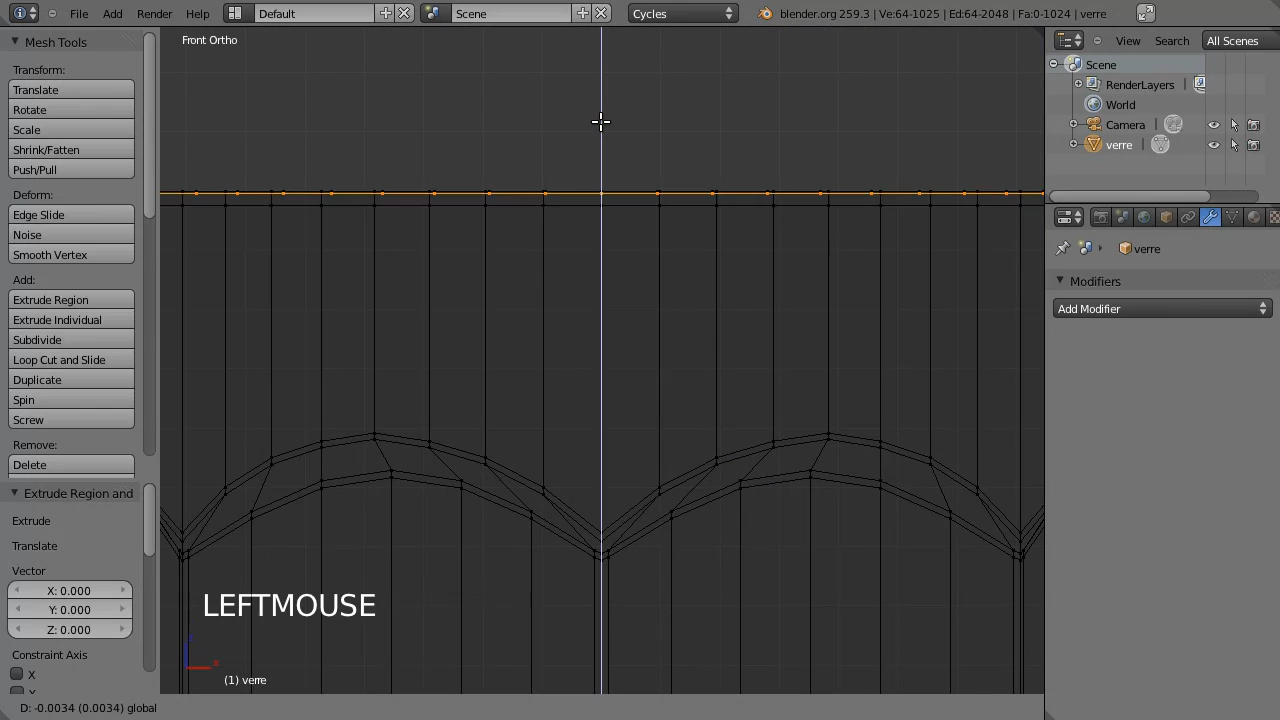 File Add Render Help Default Scene Cycles blender.org 259.3 | Ve:64-1025 | Ed:64-2048 | Fa:0-1024 | verre
Mesh Tools
Transform:
Translate
Rotate
Scale
Shrink/Fatten
Push/Pull
Deform:
Edge Slide
Noise
Smooth Vertex
Add:
Extrude Region
Extrude Individual
Subdivide
Loop Cut and Slide
Duplicate
Spin
Screw
Remove:
Delete
Extrude Region and
Extrude
Translate
Vector
X: 0.000
Y: 0.000
Z: 0.000
Constraint Axis
X
Front Ortho
LEFTMOUSE
x
(1) verre
D: -0.0034 (0.0034) global
View Search All Scenes
Scene
RenderLayers |
World
Camera |
verre |
verre
Modifiers
Add Modifier